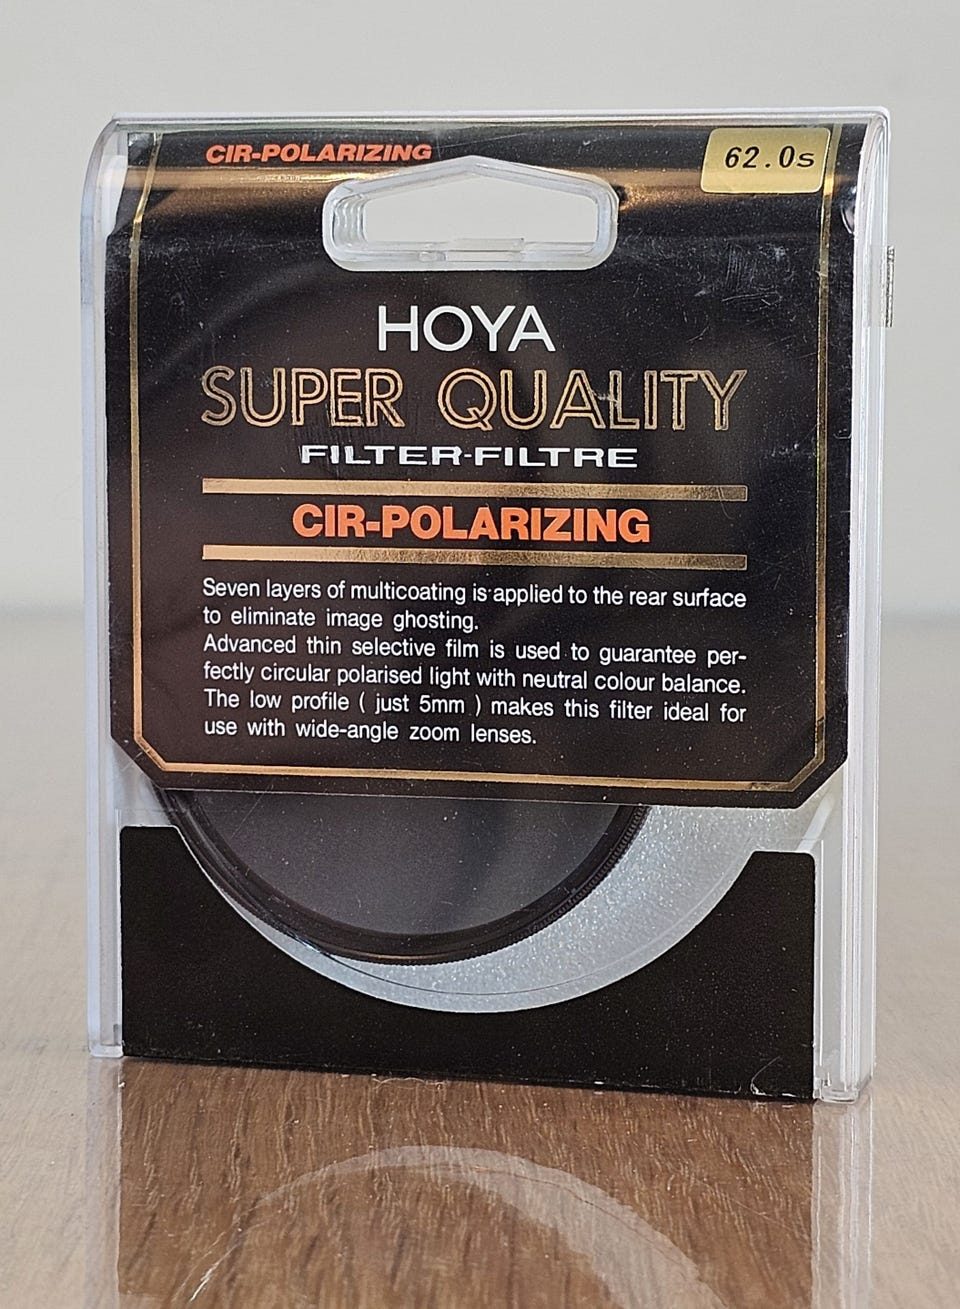 CIR-POLARIZING
62.0s
HOYA
SUPER QUALITY
FILTER-FILTRE
CIR-POLARIZING
Seven layers of multicoating is applied to the rear surface
to eliminate image ghosting.
Advanced thin selective film is used to guarantee per-
fectly circular polarised light with neutral colour balance.
The low profile ( just 5mm ) makes this filter ideal for
use with wide-angle zoom lenses.